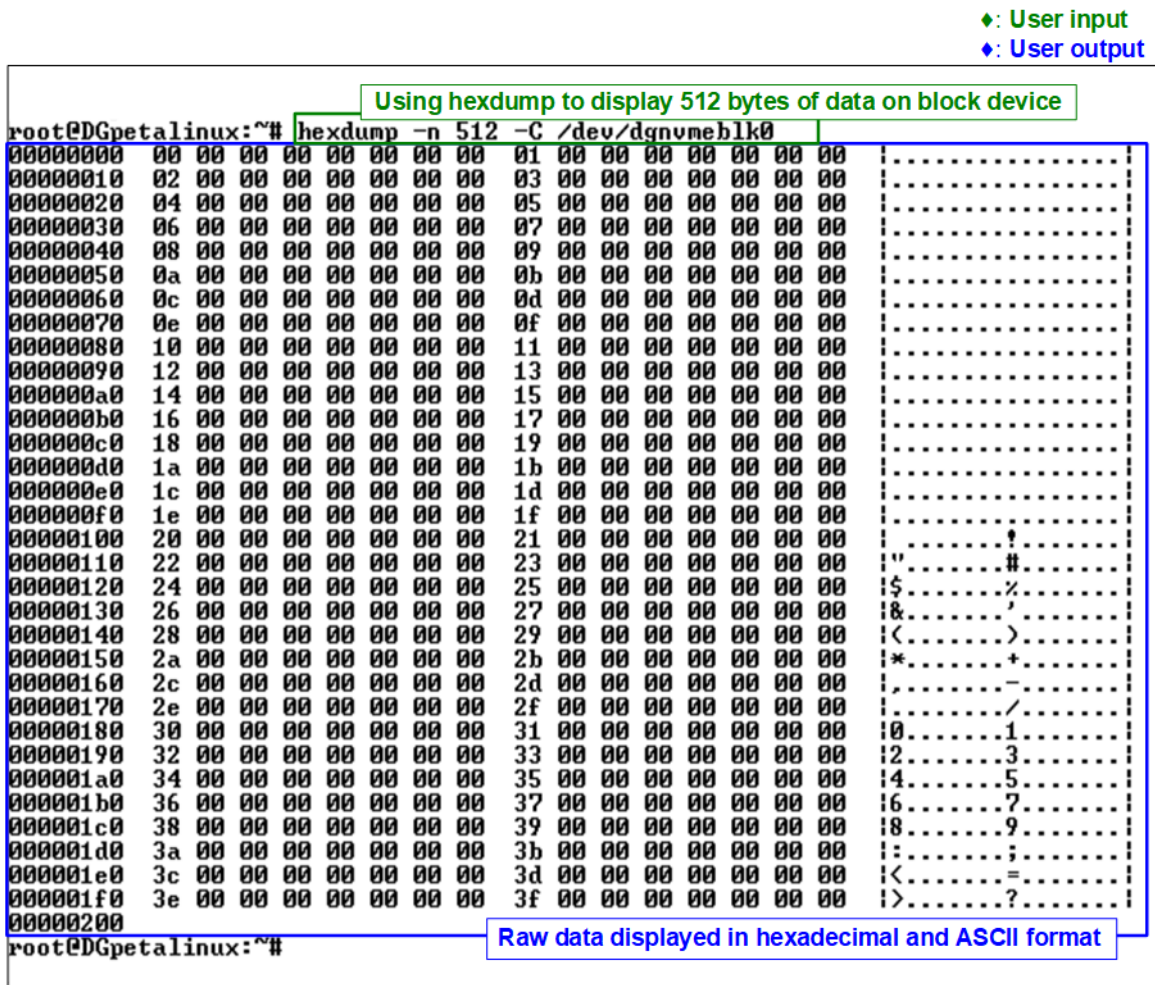 ♦: User input
♦: User output
Using hexdump to display 512 bytes of data on block device
root@DGpetalinux:~# hexdump -n 512 -C /dev/dgnvmeblk0
00000000  00 00 00 00 00 00 00 00  01 00 00 00 00 00 00 00  |................|
00000010  02 00 00 00 00 00 00 00  03 00 00 00 00 00 00 00  |................|
00000020  04 00 00 00 00 00 00 00  05 00 00 00 00 00 00 00  |................|
00000030  06 00 00 00 00 00 00 00  07 00 00 00 00 00 00 00  |................|
00000040  08 00 00 00 00 00 00 00  09 00 00 00 00 00 00 00  |................|
00000050  0a 00 00 00 00 00 00 00  0b 00 00 00 00 00 00 00  |................|
00000060  0c 00 00 00 00 00 00 00  0d 00 00 00 00 00 00 00  |................|
00000070  0e 00 00 00 00 00 00 00  0f 00 00 00 00 00 00 00  |................|
00000080  10 00 00 00 00 00 00 00  11 00 00 00 00 00 00 00  |................|
00000090  12 00 00 00 00 00 00 00  13 00 00 00 00 00 00 00  |................|
000000a0  14 00 00 00 00 00 00 00  15 00 00 00 00 00 00 00  |................|
000000b0  16 00 00 00 00 00 00 00  17 00 00 00 00 00 00 00  |................|
000000c0  18 00 00 00 00 00 00 00  19 00 00 00 00 00 00 00  |................|
000000d0  1a 00 00 00 00 00 00 00  1b 00 00 00 00 00 00 00  |................|
000000e0  1c 00 00 00 00 00 00 00  1d 00 00 00 00 00 00 00  |................|
000000f0  1e 00 00 00 00 00 00 00  1f 00 00 00 00 00 00 00  |................|
00000100  20 00 00 00 00 00 00 00  21 00 00 00 00 00 00 00  | .......!.......|
00000110  22 00 00 00 00 00 00 00  23 00 00 00 00 00 00 00  |".......#.......|
00000120  24 00 00 00 00 00 00 00  25 00 00 00 00 00 00 00  |$.......%.......|
00000130  26 00 00 00 00 00 00 00  27 00 00 00 00 00 00 00  |&.......'.......|
00000140  28 00 00 00 00 00 00 00  29 00 00 00 00 00 00 00  |(.......).......|
00000150  2a 00 00 00 00 00 00 00  2b 00 00 00 00 00 00 00  |*.......+.......|
00000160  2c 00 00 00 00 00 00 00  2d 00 00 00 00 00 00 00  |,.......-.......|
00000170  2e 00 00 00 00 00 00 00  2f 00 00 00 00 00 00 00  |......../.......|
00000180  30 00 00 00 00 00 00 00  31 00 00 00 00 00 00 00  |0.......1.......|
00000190  32 00 00 00 00 00 00 00  33 00 00 00 00 00 00 00  |2.......3.......|
000001a0  34 00 00 00 00 00 00 00  35 00 00 00 00 00 00 00  |4.......5.......|
000001b0  36 00 00 00 00 00 00 00  37 00 00 00 00 00 00 00  |6.......7.......|
000001c0  38 00 00 00 00 00 00 00  39 00 00 00 00 00 00 00  |8.......9.......|
000001d0  3a 00 00 00 00 00 00 00  3b 00 00 00 00 00 00 00  |:.......;.......|
000001e0  3c 00 00 00 00 00 00 00  3d 00 00 00 00 00 00 00  |<.......=.......|
000001f0  3e 00 00 00 00 00 00 00  3f 00 00 00 00 00 00 00  |>.......?.......|
00000200
root@DGpetalinux:~#
Raw data displayed in hexadecimal and ASCII format